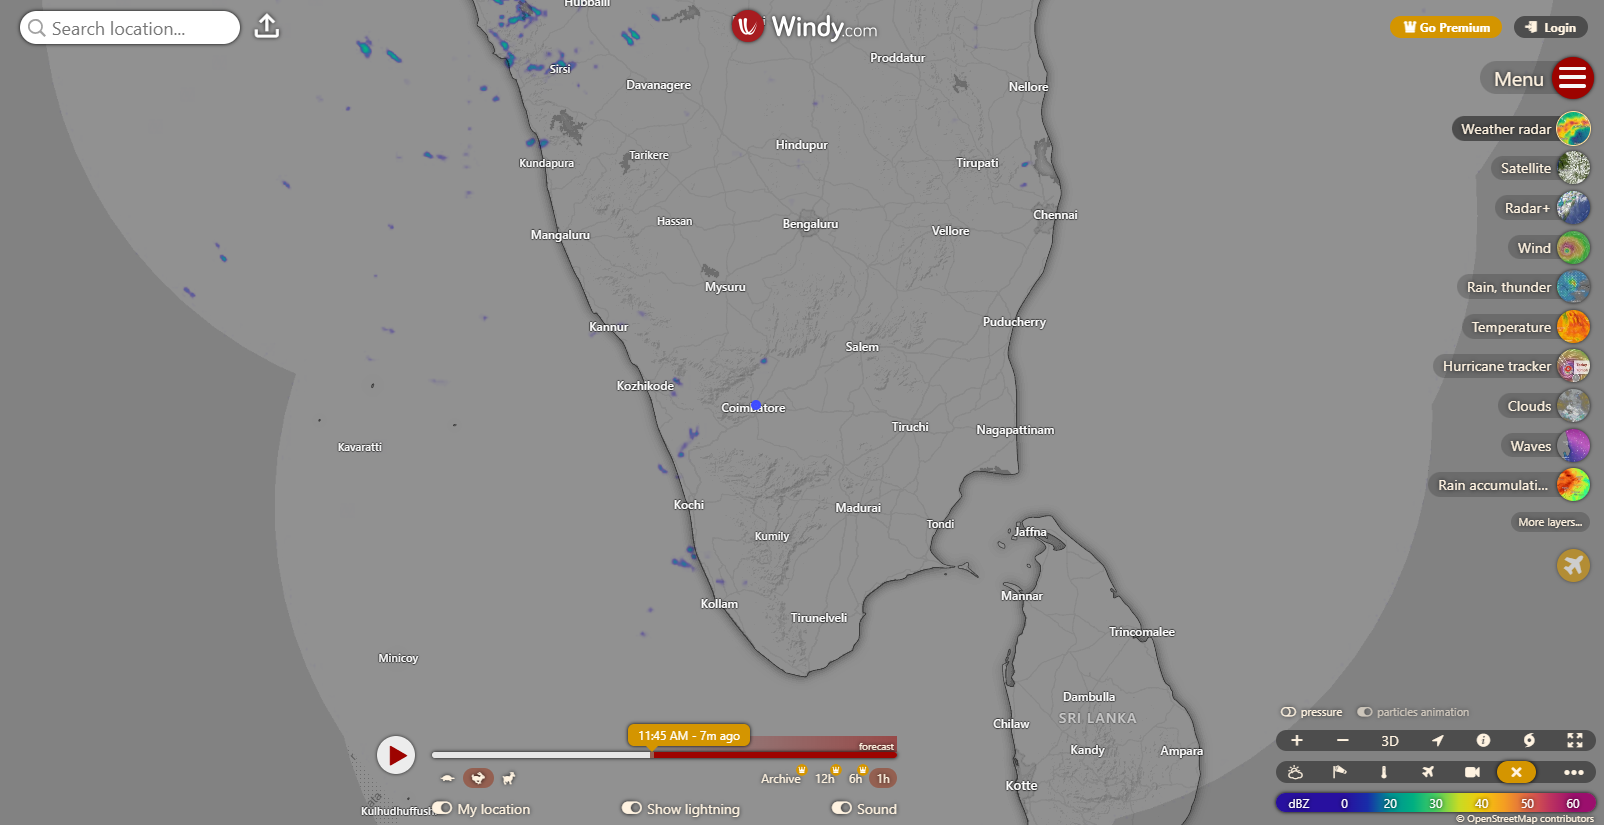 Search location...
Hubballi
Windy.com
Go Premium
Login
Menu
Weather radar
Satellite
Radar+
Wind
Rain, thunder
Temperature
Hurricane tracker
Clouds
Waves
Rain accumulati...
More layers...
Sirsi
Davanagere
Proddatur
Nellore
Kundapura
Tarikere
Hindupur
Tirupati
Mangaluru
Hassan
Bengaluru
Vellore
Chennai
Mysuru
Kannur
Salem
Puducherry
Kozhikode
Coimbatore
Tiruchi
Nagapattinam
Kavaratti
Kochi
Kumily
Madurai
Tondi
Jaffna
Kollam
Tirunelveli
Mannar
Trincomalee
Minicoy
Dambulla
SRI LANKA
Chilaw
Kandy
Ampara
Kotte
Kulhudhuffush
11:45 AM - 7m ago
forecast
Archive 12h 6h 1h
My location
Show lightning
Sound
pressure
particles animation
+ − 3D
dBZ 0 20 30 40 50 60
© OpenStreetMap contributors